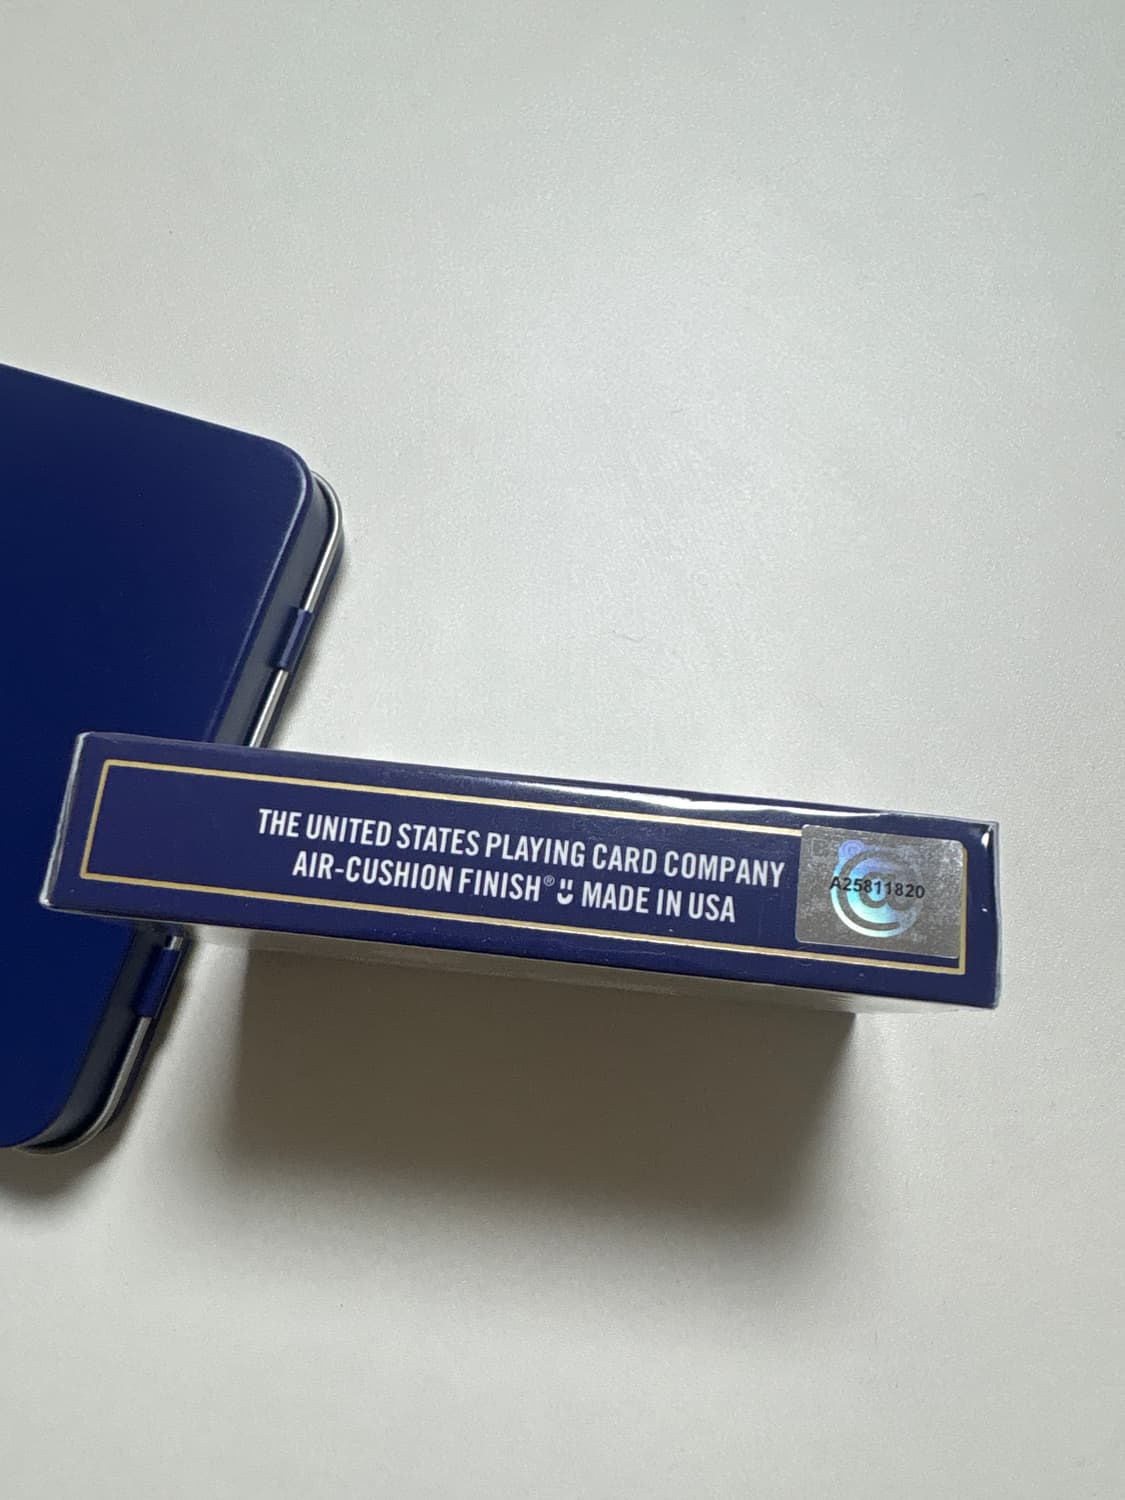 THE UNITED STATES PLAYING CARD COMPANY
AIR-CUSHION FINISH® MADE IN USA
A25811820